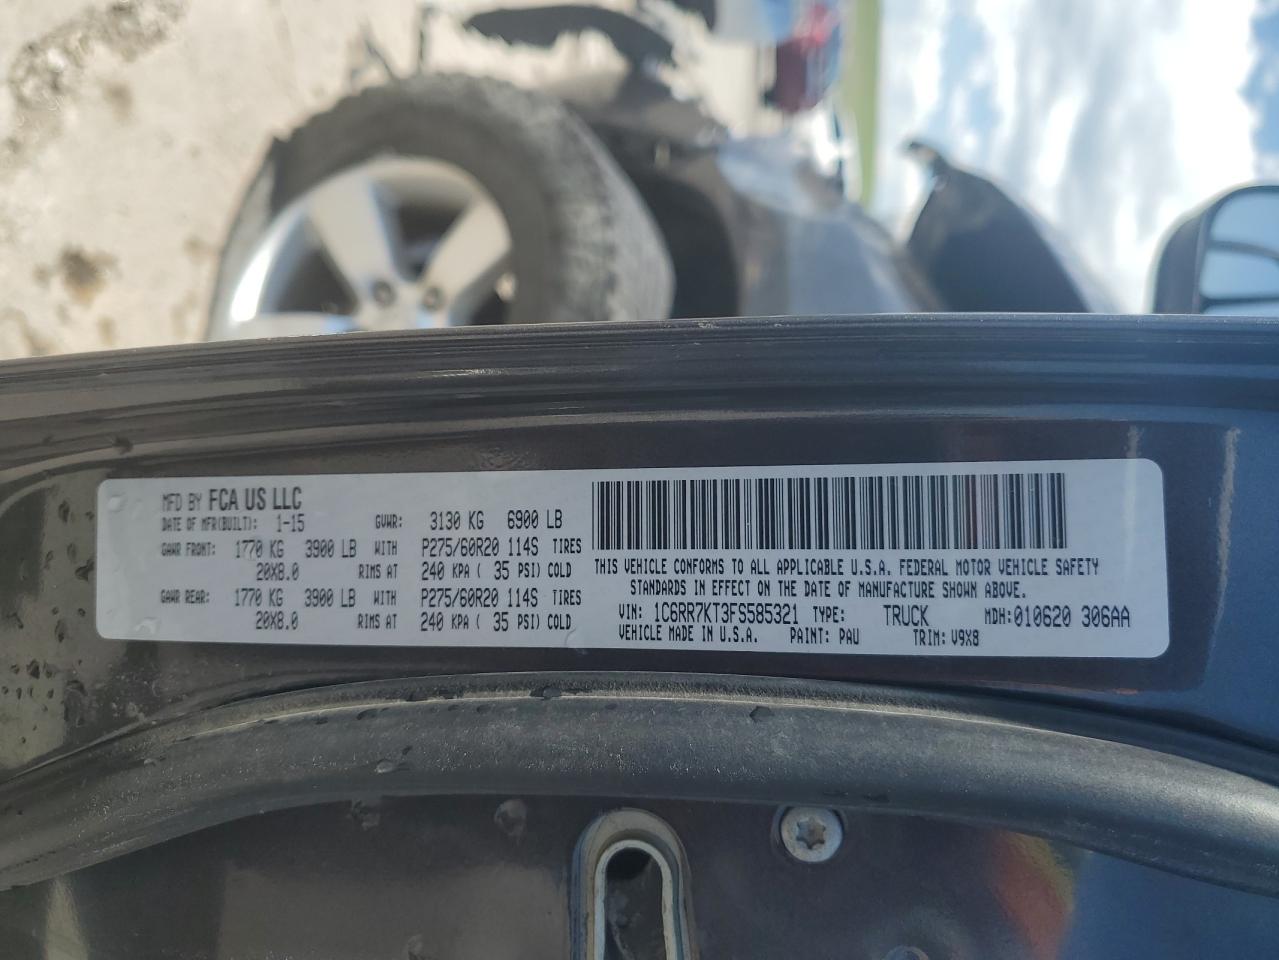 MFD BY FCA US LLC
DATE OF MFR(BUILT): 1-15 GVWR: 3130 KG 6900 LB
GAWR FRONT: 1770 KG 3900 LB WITH P275/60R20 114S TIRES
20X8.0 RIMS AT 240 KPA ( 35 PSI) COLD
GAWR REAR: 1770 KG 3900 LB WITH P275/60R20 114S TIRES
20X8.0 RIMS AT 240 KPA ( 35 PSI) COLD
THIS VEHICLE CONFORMS TO ALL APPLICABLE U.S.A. FEDERAL MOTOR VEHICLE SAFETY
STANDARDS IN EFFECT ON THE DATE OF MANUFACTURE SHOWN ABOVE.
VIN: 1C6RR7KT3FS585321 TYPE: TRUCK MDH:010620 306AA
VEHICLE MADE IN U.S.A. PAINT: PAU TRIM: V9X8